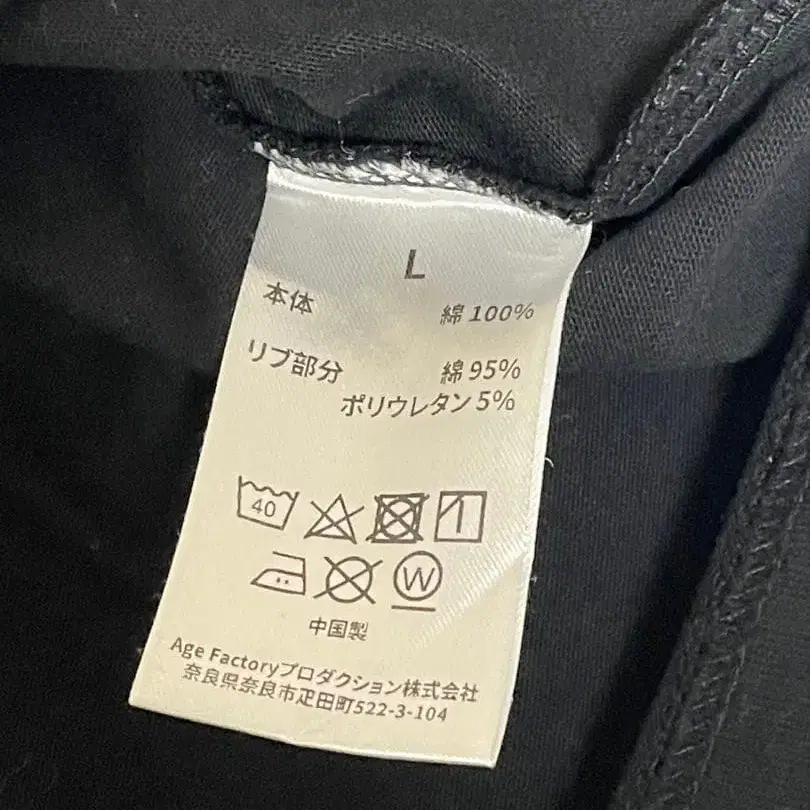 L
本体 綿 100%
リブ部分 綿 95%
ポリウレタン 5%
40
W
中国製
Age Factoryプロダクション株式会社
奈良県奈良市疋田町522-3-104